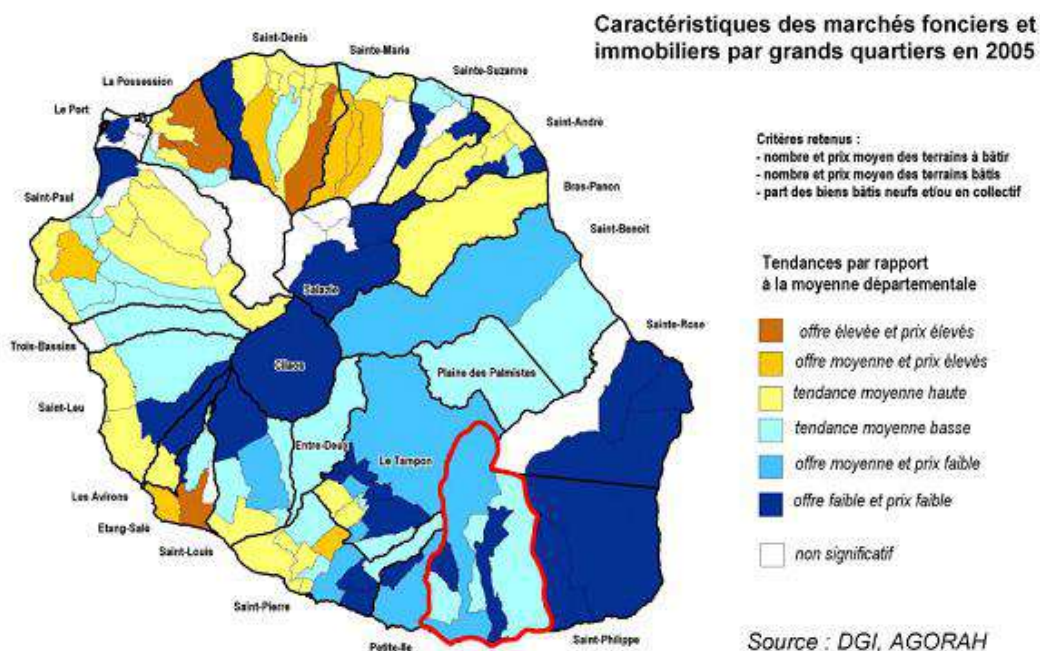 Caractéristiques des marchés fonciers et
immobiliers par grands quartiers en 2005
Saint-Denis
Sainte-Marie
Sainte-Suzanne
La Possession
Le Port
Saint-André
Critères retenus :
- nombre et prix moyen des terrains à bâtir
- nombre et prix moyen des terrains bâtis
- part des biens bâtis neufs et/ou en collectif
Bras-Panon
Saint-Paul
Saint-Benoit
Tendances par rapport
à la moyenne départementale
Salazie
Sainte-Rose
offre élevée et prix élevés
Trois-Bassins
Cilaos
Plaine des Palmistes
offre moyenne et prix élevés
tendance moyenne haute
Saint-Leu
tendance moyenne basse
Entre-Deux
Le Tampon
offre moyenne et prix faible
Les Avirons
offre faible et prix faible
Etang-Salé
Saint-Louis
non significatif
Saint-Pierre
Petite-Ile
Saint-Philippe
Source : DGI, AGORAH